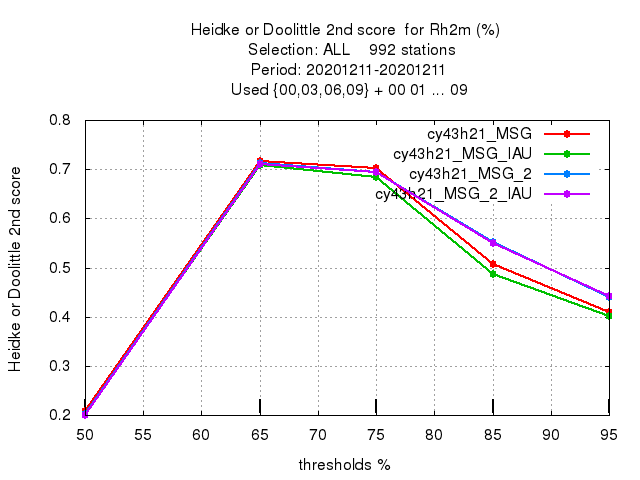 Heidke or Doolittle 2nd score  for Rh2m (%)
Selection: ALL    992 stations
Period: 20201211-20201211
Used {00,03,06,09} + 00 01 ... 09
Heidke or Doolittle 2nd score
0.8
0.7
0.6
0.5
0.4
0.3
0.2
cy43h21_MSG
cy43h21_MSG_IAU
cy43h21_MSG_2
cy43h21_MSG_2_IAU
50 55 60 65 70 75 80 85 90 95
thresholds %